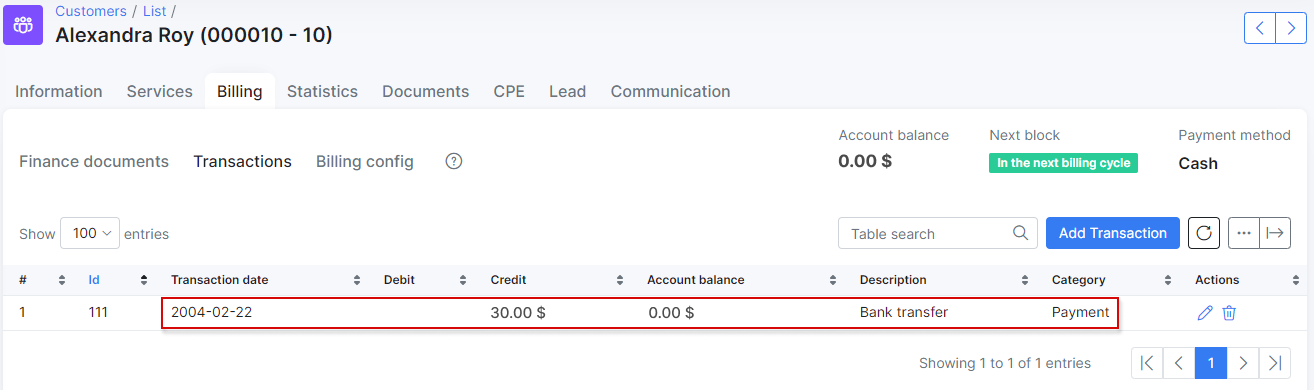 Customers / List /
Alexandra Roy (000010 - 10)
Information Services Billing Statistics Documents CPE Lead Communication
Account balance Next block Payment method
Finance documents Transactions Billing config ?
0.00 $ In the next billing cycle Cash
Show 100 entries Table search Add Transaction
# Id Transaction date Debit Credit Account balance Description Category Actions
1 111 2004-02-22 30.00 $ 0.00 $ Bank transfer Payment
Showing 1 to 1 of 1 entries 1